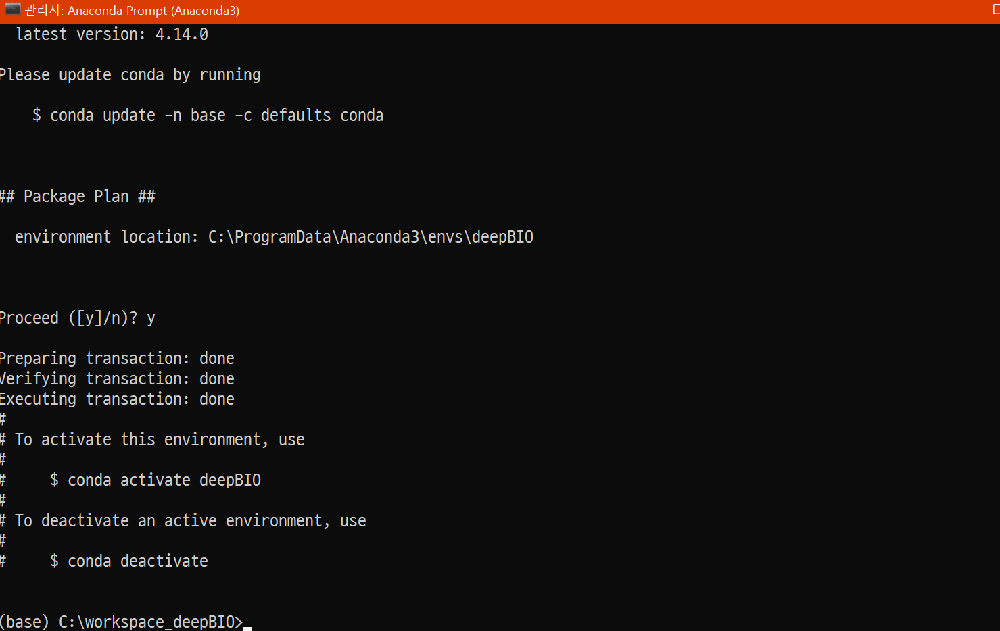 관리자: Anaconda Prompt (Anaconda3)
latest version: 4.14.0
Please update conda by running
$ conda update -n base -c defaults conda
## Package Plan ##
environment location: C:\ProgramData\Anaconda3\envs\deepBIO
Proceed ([y]/n)? y
Preparing transaction: done
Verifying transaction: done
Executing transaction: done
#
# To activate this environment, use
#
#     $ conda activate deepBIO
#
# To deactivate an active environment, use
#
#     $ conda deactivate
(base) C:\workspace_deepBIO>